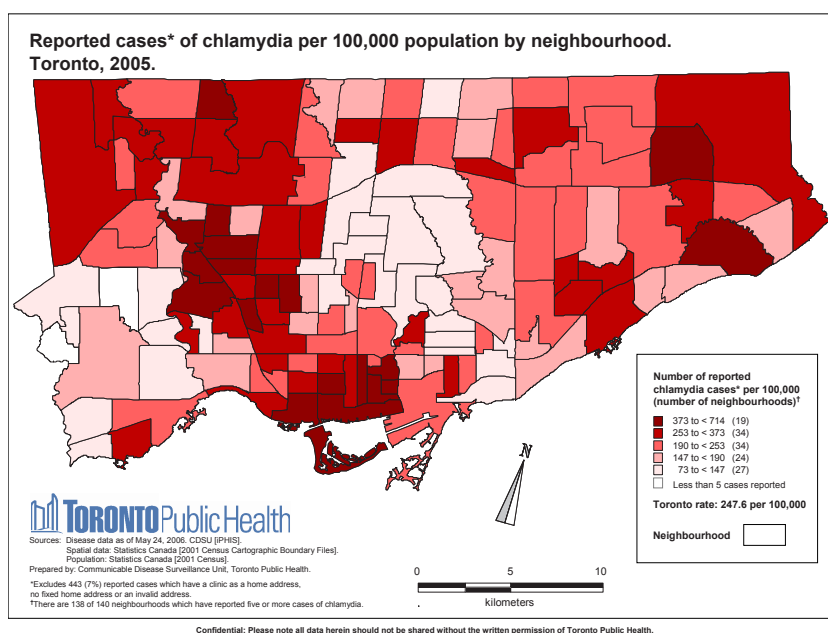 Reported cases* of chlamydia per 100,000 population by neighbourhood.
Toronto, 2005.
Number of reported
chlamydia cases* per 100,000
(number of neighbourhoods)†
373 to < 714 (19)
253 to < 373 (34)
190 to < 253 (34)
147 to < 190 (24)
73 to < 147 (27)
Less than 5 cases reported
Toronto rate: 247.6 per 100,000
Neighbourhood
N
TORONTO Public Health
Sources: Disease data as of May 24, 2006. CDSU [iPHIS].
Spatial data: Statistics Canada [2001 Census Cartographic Boundary Files].
Population: Statistics Canada [2001 Census].
Prepared by: Communicable Disease Surveillance Unit, Toronto Public Health.
*Excludes 443 (7%) reported cases which have a clinic as a home address,
no fixed home address or an invalid address.
†There are 138 of 140 neighbourhoods which have reported five or more cases of chlamydia.
0 5 10
kilometers
Confidential: Please note all data herein should not be shared without the written permission of Toronto Public Health.